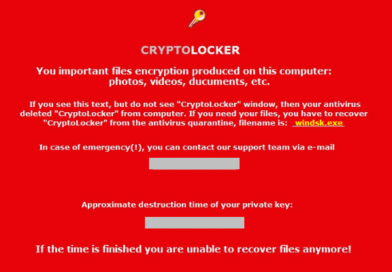 CRYPTOLOCKER
You important files encryption produced on this computer:
photos, videos, ducuments, etc.
If you see this text, but do not see "CryptoLocker" window, then your antivirus
deleted "CryptoLocker" from computer. If you need your files, you have to recover
"CryptoLocker" from the antivirus quarantine, filename is: windsk.exe
In case of emergency(!), you can contact our support team via e-mail
Approximate destruction time of your private key:
If the time is finished you are unable to recover files anymore!